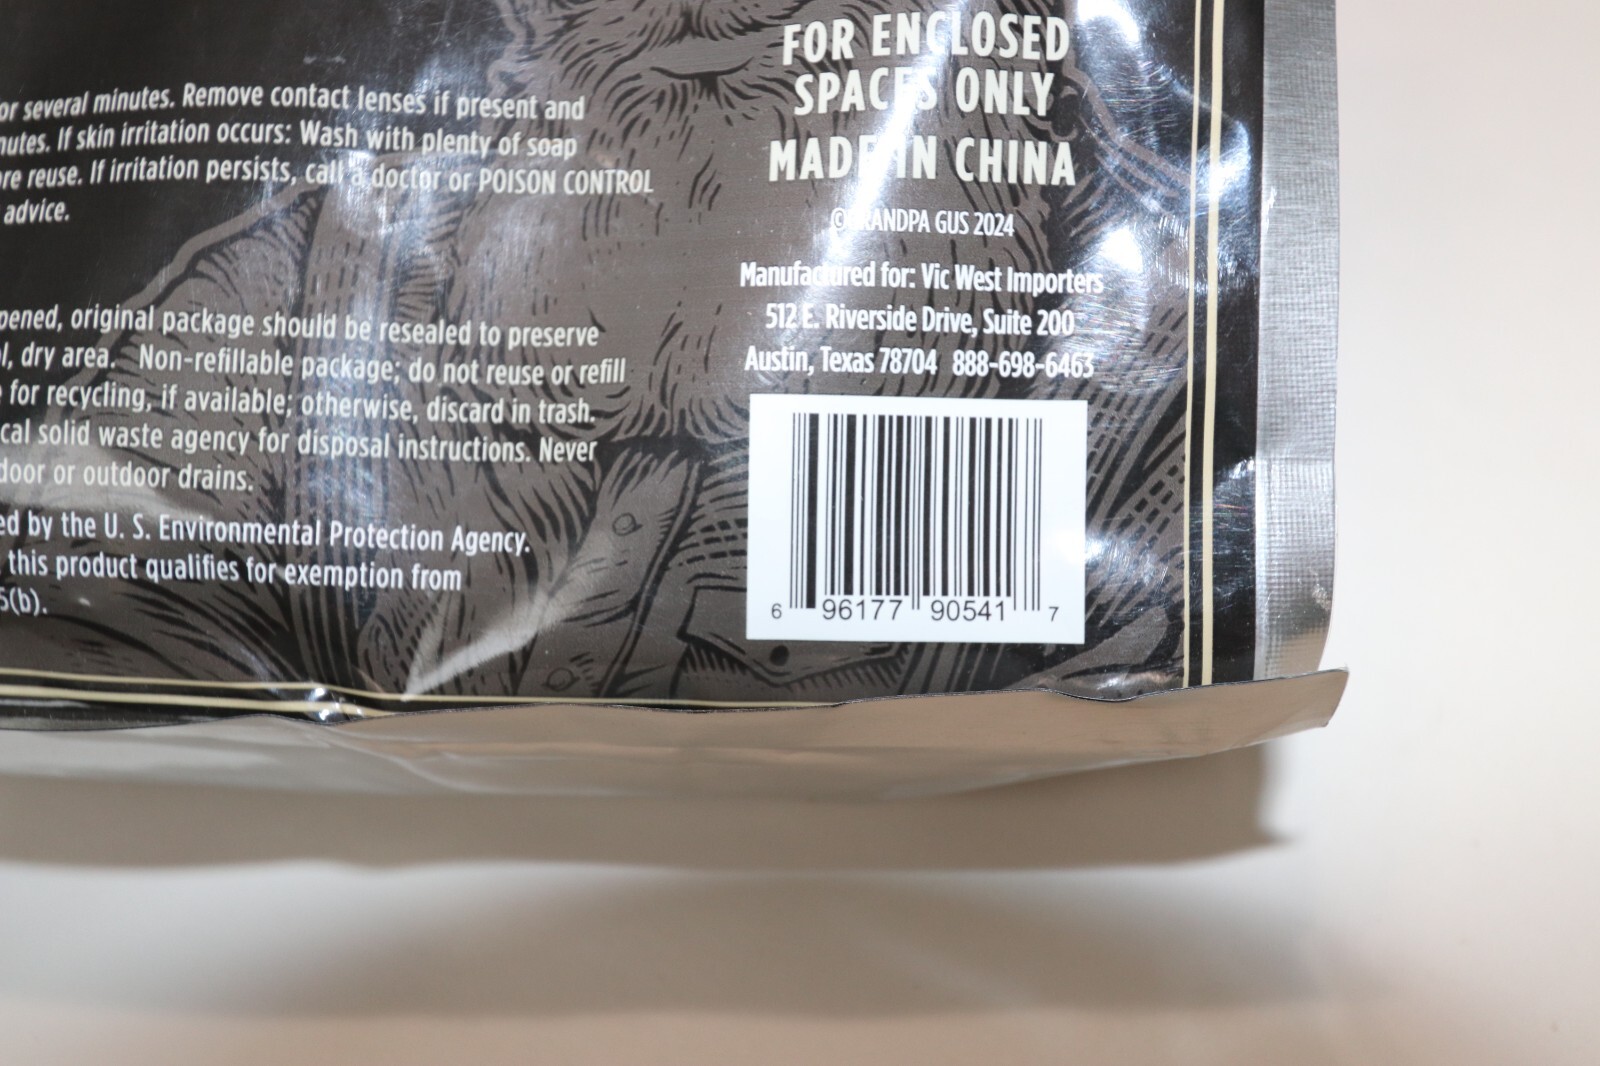 or several minutes. Remove contact lenses if present and
nutes. If skin irritation occurs: Wash with plenty of soap
ore reuse. If irritation persists, call a doctor or POISON CONTROL
advice.
pened, original package should be resealed to preserve
l, dry area. Non-refillable package; do not reuse or refill
for recycling, if available; otherwise, discard in trash.
cal solid waste agency for disposal instructions. Never
door or outdoor drains.
ed by the U. S. Environmental Protection Agency.
this product qualifies for exemption from
5(b).
FOR ENCLOSED
SPACES ONLY
MADE IN CHINA
© GRANDPA GUS 2024
Manufactured for: Vic West Importers
512 E. Riverside Drive, Suite 200
Austin, Texas 78704 888-698-6463
6 96177 90541 7